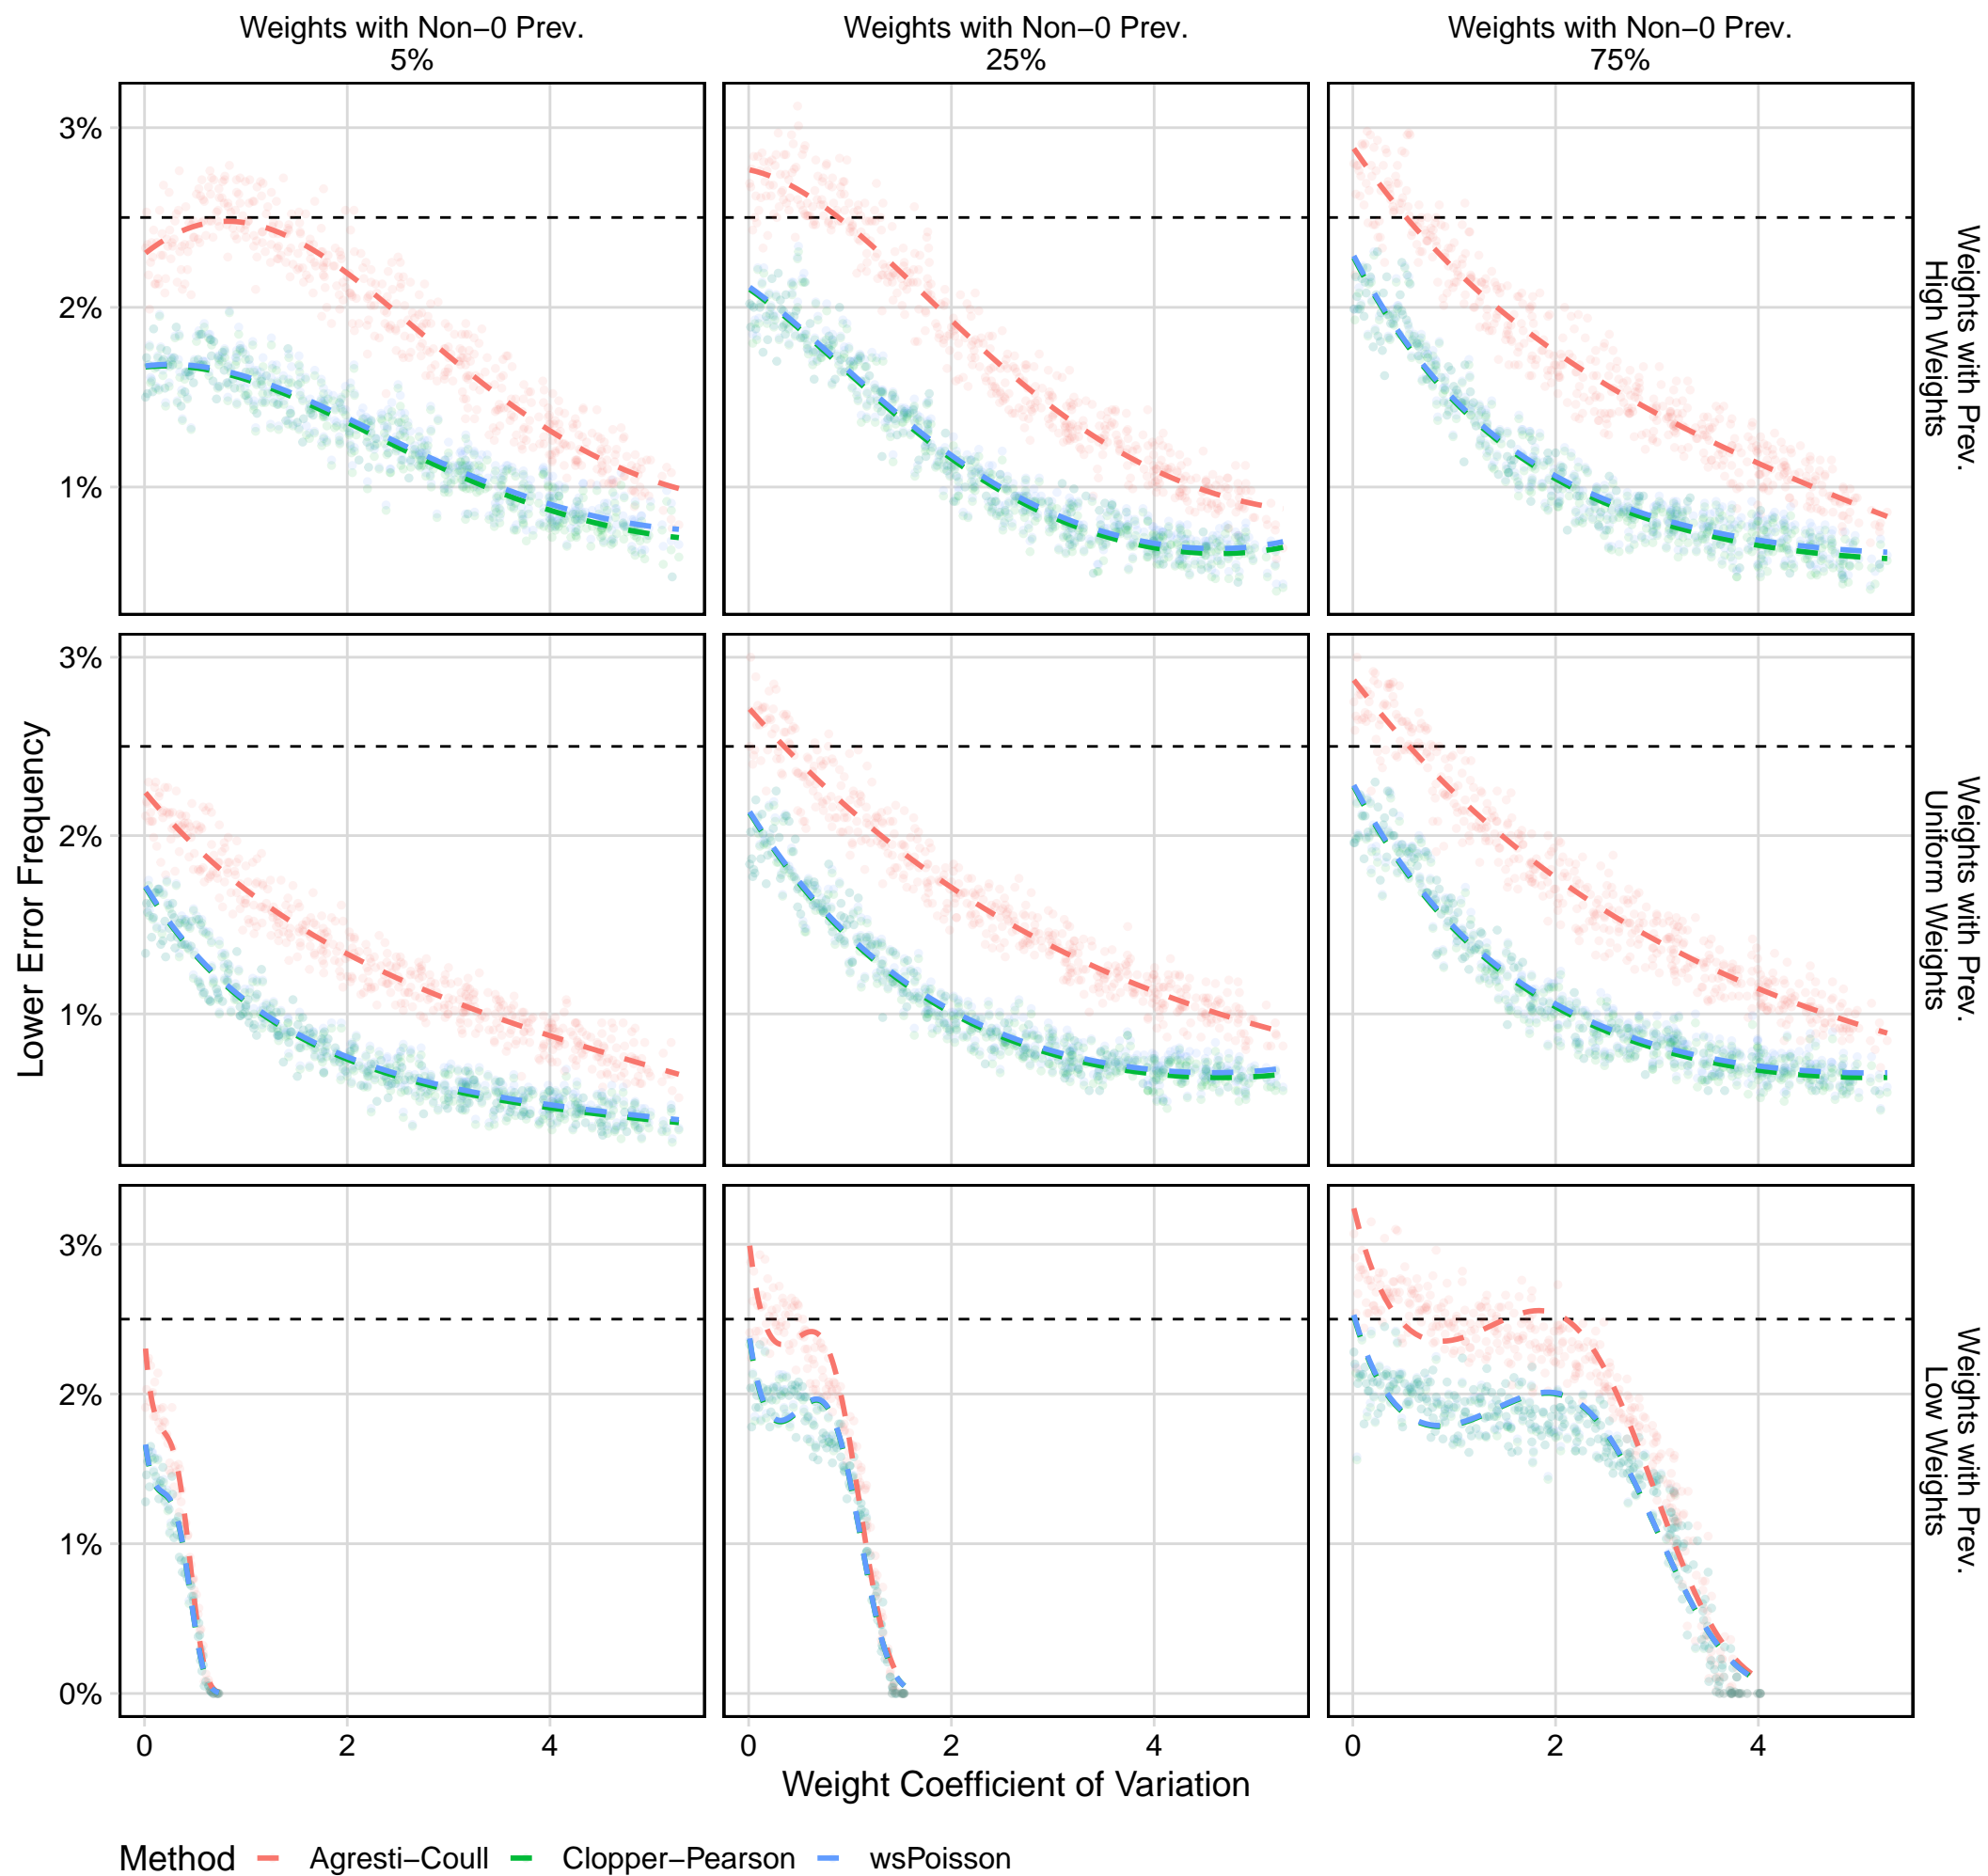 Weights with Non−0 Prev.
5%
Weights with Non−0 Prev.
25%
Weights with Non−0 Prev.
75%
3%
2%
1%
Weights with Prev.
High Weights
3%
2%
1%
Weights with Prev.
Uniform Weights
3%
2%
1%
0%
Weights with Prev.
Low Weights
Lower Error Frequency
0 2 4
0 2 4
0 2 4
Weight Coefficient of Variation
Method Agresti−Coull Clopper−Pearson wsPoisson